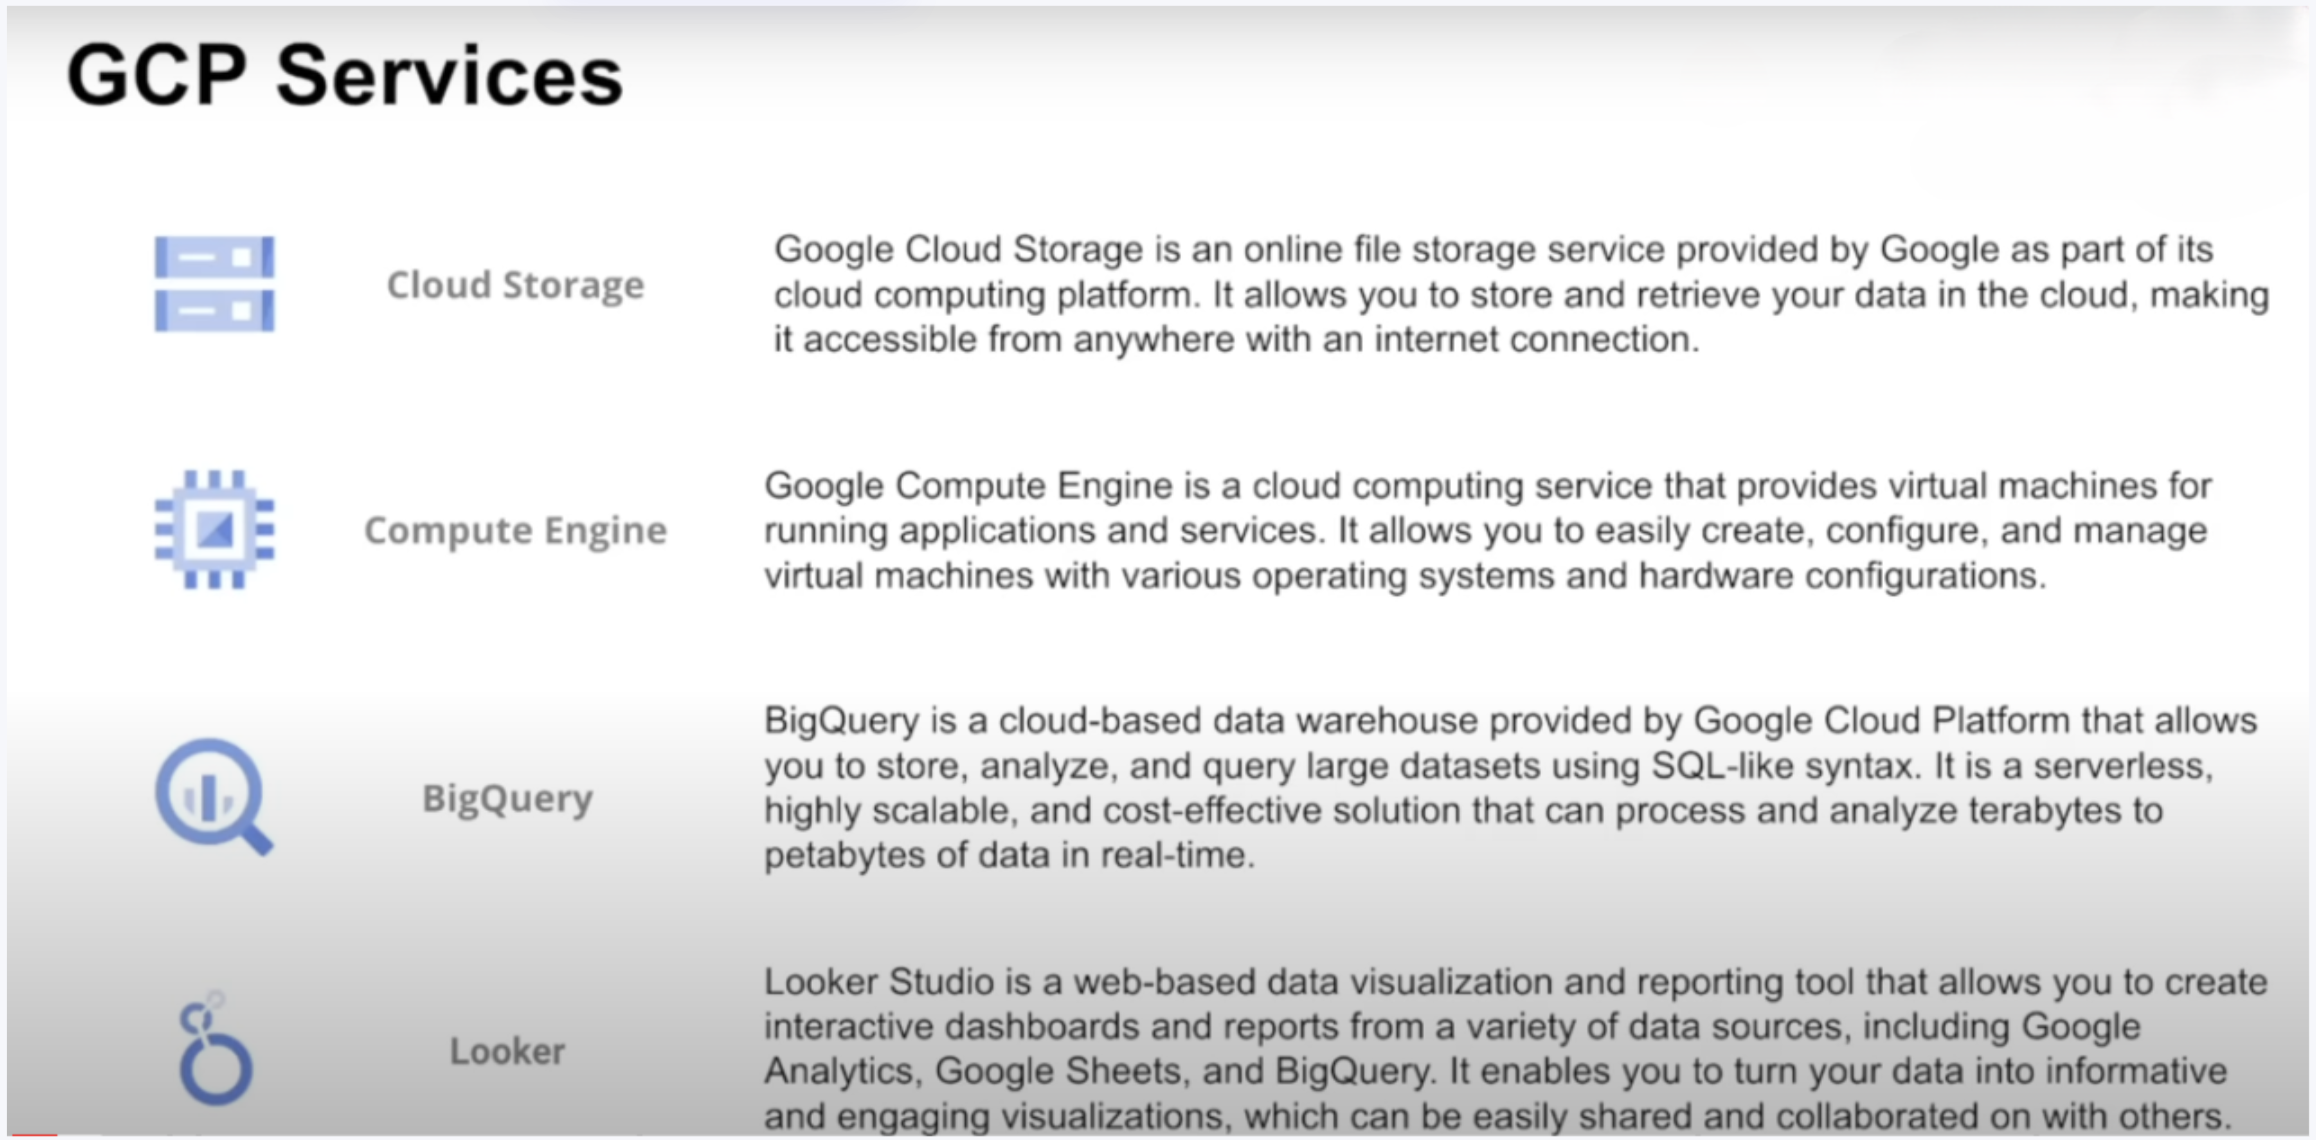 GCP Services
Cloud Storage
Google Cloud Storage is an online file storage service provided by Google as part of its
cloud computing platform. It allows you to store and retrieve your data in the cloud, making
it accessible from anywhere with an internet connection.
Compute Engine
Google Compute Engine is a cloud computing service that provides virtual machines for
running applications and services. It allows you to easily create, configure, and manage
virtual machines with various operating systems and hardware configurations.
BigQuery
BigQuery is a cloud-based data warehouse provided by Google Cloud Platform that allows
you to store, analyze, and query large datasets using SQL-like syntax. It is a serverless,
highly scalable, and cost-effective solution that can process and analyze terabytes to
petabytes of data in real-time.
Looker
Looker Studio is a web-based data visualization and reporting tool that allows you to create
interactive dashboards and reports from a variety of data sources, including Google
Analytics, Google Sheets, and BigQuery. It enables you to turn your data into informative
and engaging visualizations, which can be easily shared and collaborated on with others.